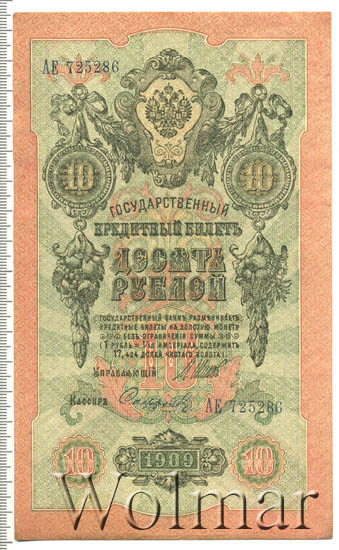 АЕ 725286
10 10
ГОСУДАРСТВЕННЫЙ
КРЕДИТНЫЙ БИЛЕТЪ
ДЕСЯТЬ
РУБЛЕЙ
ГОСУДАРСТВЕННЫЙ БАНКЪ РАЗМѢНИВАЕТЪ
КРЕДИТНЫЕ БИЛЕТЫ НА ЗОЛОТУЮ МОНЕТУ
БЕЗЪ ОГРАНИЧЕНІЯ СУММЫ
(1 РУБЛЬ = 1/15 ИМПЕРІАЛА, СОДЕРЖИТЪ
17,424 ДОЛЕЙ ЧИСТАГО ЗОЛОТА).
10
УПРАВЛЯЮЩІЙ
Кассиръ
АЕ 725286
10 1909 10
Wolmar